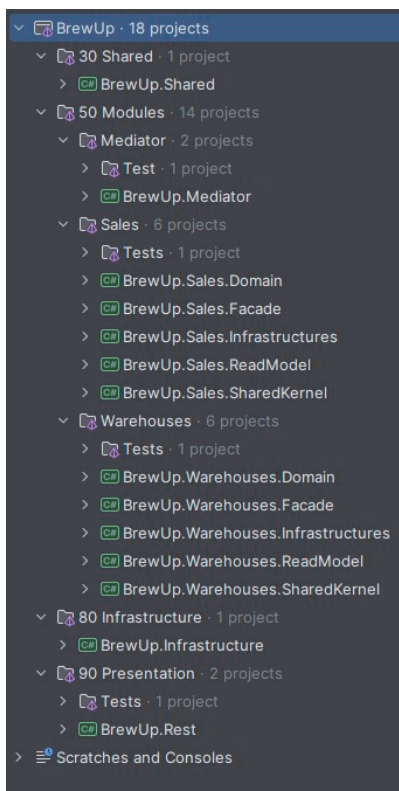 BrewUp · 18 projects
30 Shared · 1 project
C# BrewUp.Shared
50 Modules · 14 projects
Mediator · 2 projects
Test · 1 project
C# BrewUp.Mediator
Sales · 6 projects
Tests · 1 project
C# BrewUp.Sales.Domain
C# BrewUp.Sales.Facade
C# BrewUp.Sales.Infrastructures
C# BrewUp.Sales.ReadModel
C# BrewUp.Sales.SharedKernel
Warehouses · 6 projects
Tests · 1 project
C# BrewUp.Warehouses.Domain
C# BrewUp.Warehouses.Facade
C# BrewUp.Warehouses.Infrastructures
C# BrewUp.Warehouses.ReadModel
C# BrewUp.Warehouses.SharedKernel
80 Infrastructure · 1 project
C# BrewUp.Infrastructure
90 Presentation · 2 projects
Tests · 1 project
C# BrewUp.Rest
Scratches and Consoles